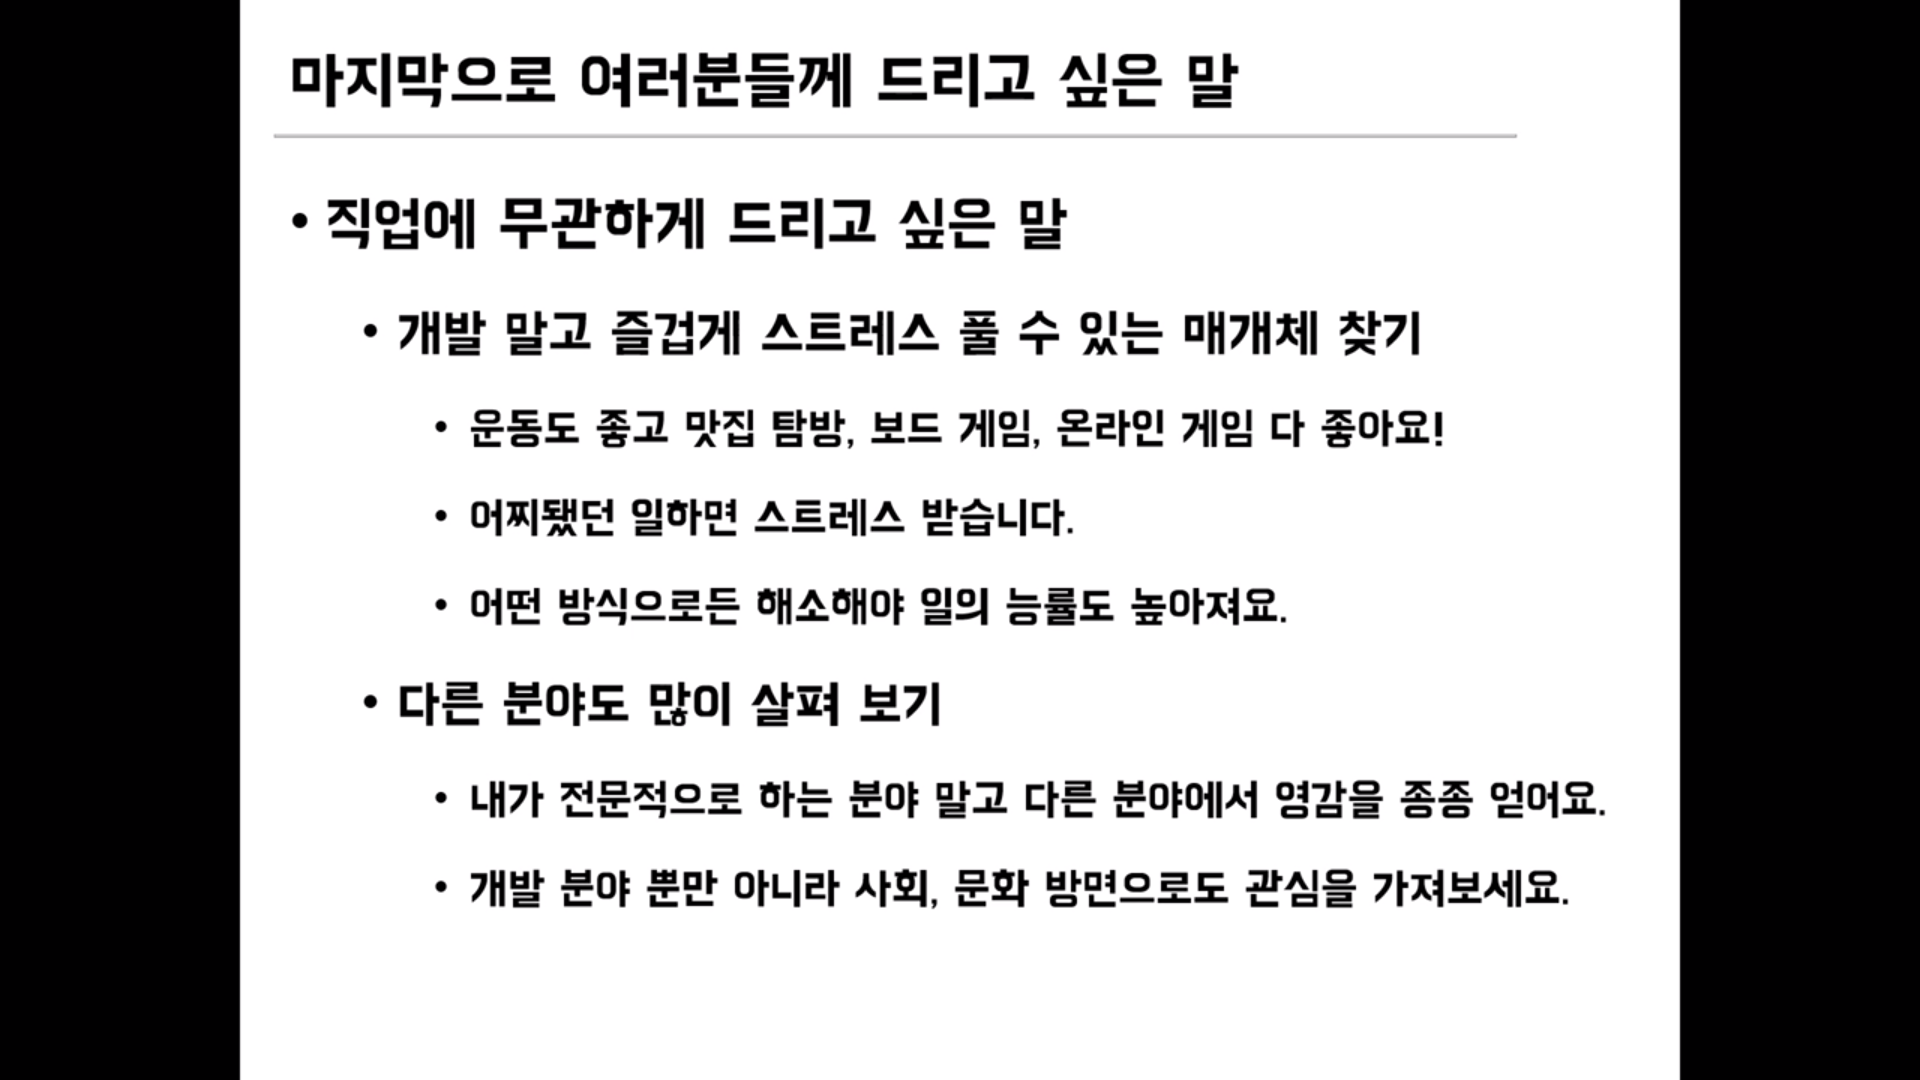 마지막으로 여러분들께 드리고 싶은 말
• 직업에 무관하게 드리고 싶은 말
• 개발 말고 즐겁게 스트레스 풀 수 있는 매개체 찾기
• 운동도 좋고 맛집 탐방, 보드 게임, 온라인 게임 다 좋아요!
• 어찌됐던 일하면 스트레스 받습니다.
• 어떤 방식으로든 해소해야 일의 능률도 높아져요.
• 다른 분야도 많이 살펴 보기
• 내가 전문적으로 하는 분야 말고 다른 분야에서 영감을 종종 얻어요.
• 개발 분야 뿐만 아니라 사회, 문화 방면으로도 관심을 가져보세요.